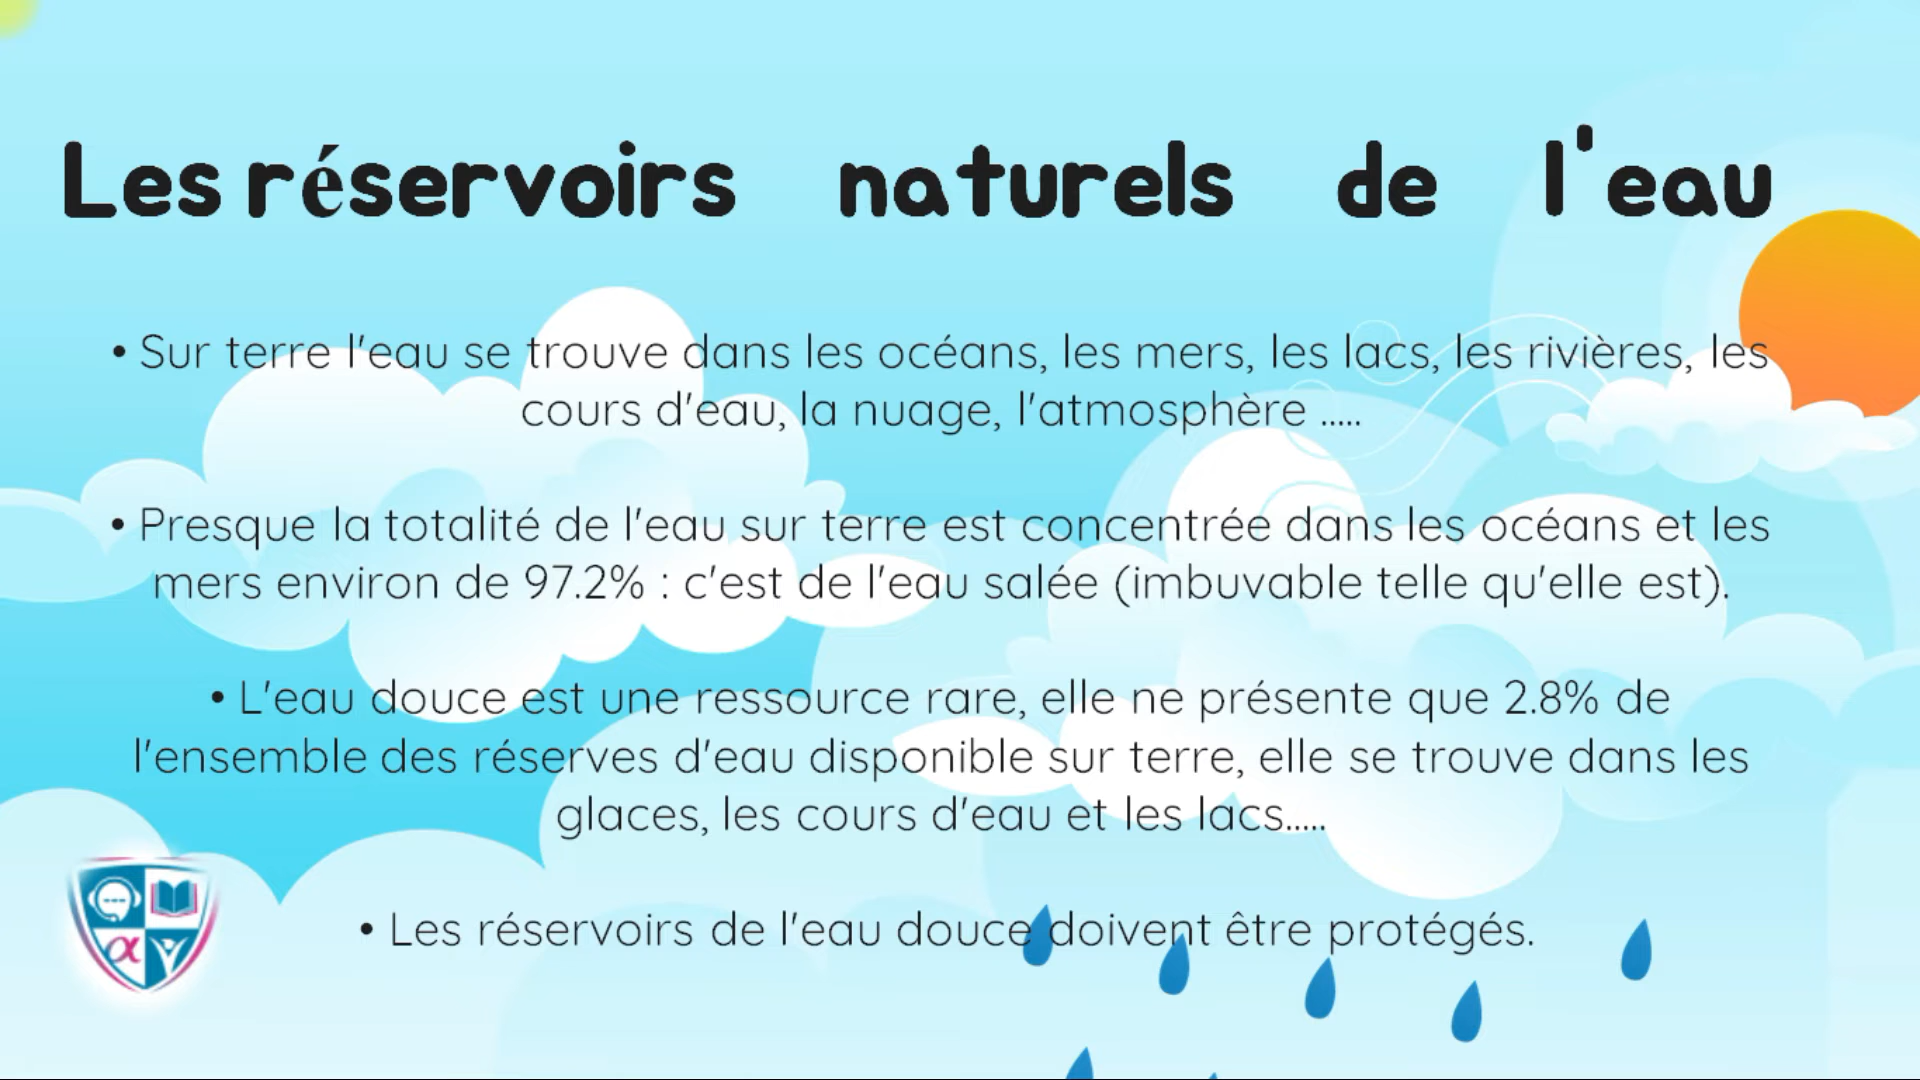 Les réservoirs naturels de l'eau
• Sur terre l'eau se trouve dans les océans, les mers, les lacs, les rivières, les
cours d'eau, la nuage, l'atmosphère .....
• Presque la totalité de l'eau sur terre est concentrée dans les océans et les
mers environ de 97.2% : c'est de l'eau salée (imbuvable telle qu'elle est).
• L'eau douce est une ressource rare, elle ne présente que 2.8% de
l'ensemble des réserves d'eau disponible sur terre, elle se trouve dans les
glaces, les cours d'eau et les lacs.....
• Les réservoirs de l'eau douce doivent être protégés.
α